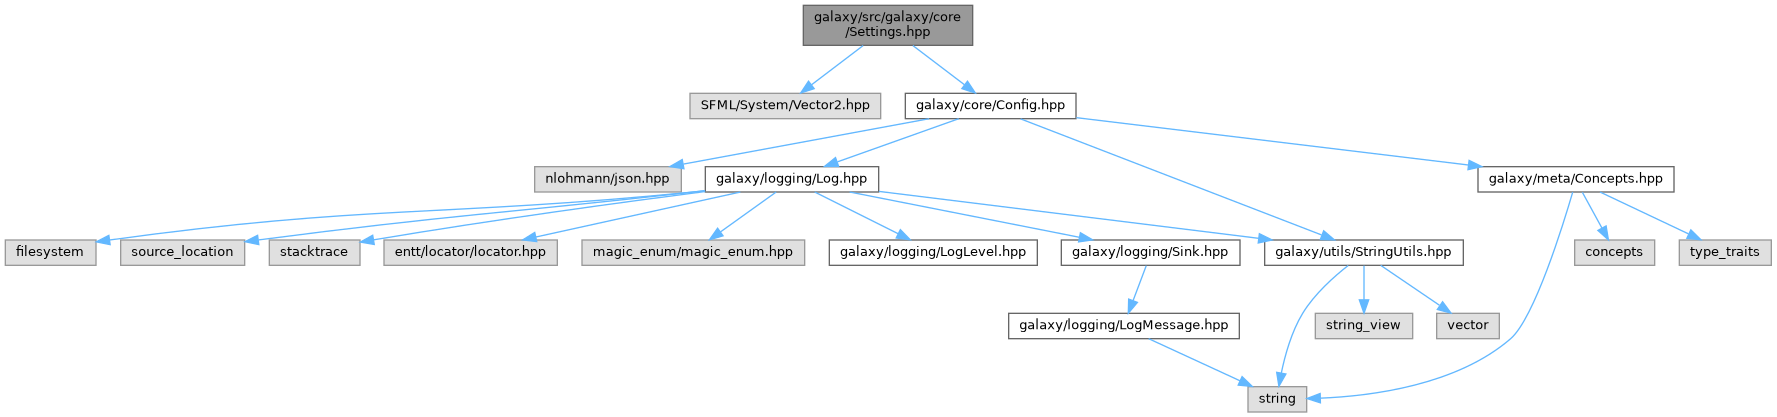 galaxy/src/galaxy/core
/Settings.hpp
SFML/System/Vector2.hpp
galaxy/core/Config.hpp
nlohmann/json.hpp
galaxy/logging/Log.hpp
galaxy/meta/Concepts.hpp
filesystem
source_location
stacktrace
entt/locator/locator.hpp
magic_enum/magic_enum.hpp
galaxy/logging/LogLevel.hpp
galaxy/logging/Sink.hpp
galaxy/utils/StringUtils.hpp
concepts
type_traits
galaxy/logging/LogMessage.hpp
string_view
vector
string